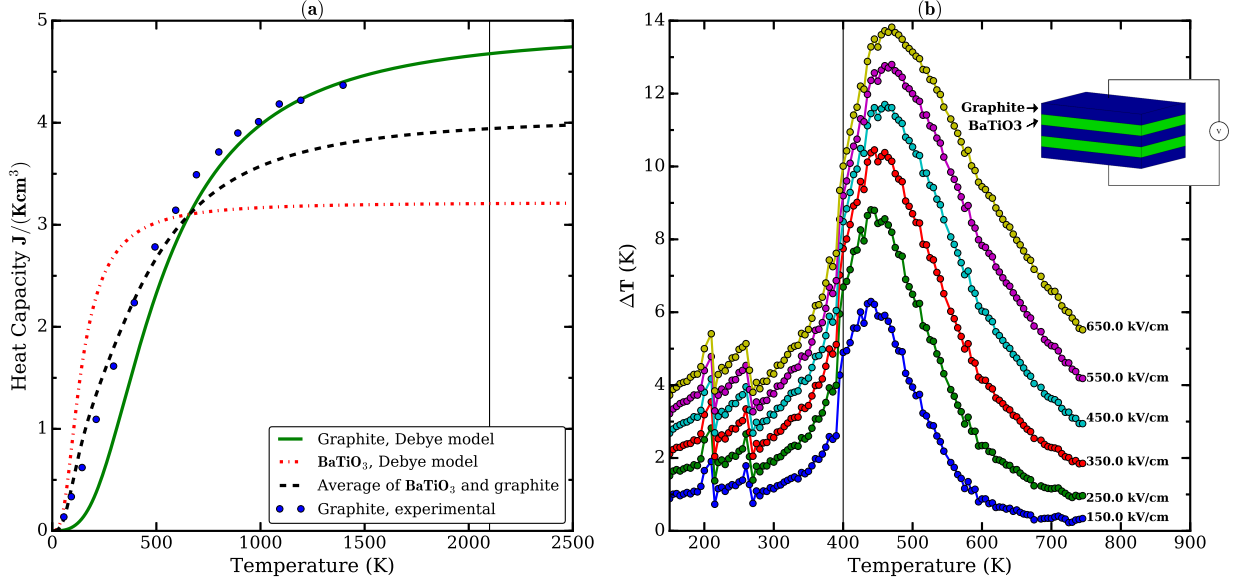 (a)
5
4
3
2
1
0
Heat Capacity J/(Kcm³)
0 500 1000 1500 2000 2500
Temperature (K)
Graphite, Debye model
BaTiO₃, Debye model
Average of BaTiO₃ and graphite
Graphite, experimental
(b)
14
12
10
8
6
4
2
0
ΔT (K)
200 300 400 500 600 700 800 900
Temperature (K)
Graphite
BaTiO3
V
650.0 kV/cm
550.0 kV/cm
450.0 kV/cm
350.0 kV/cm
250.0 kV/cm
150.0 kV/cm